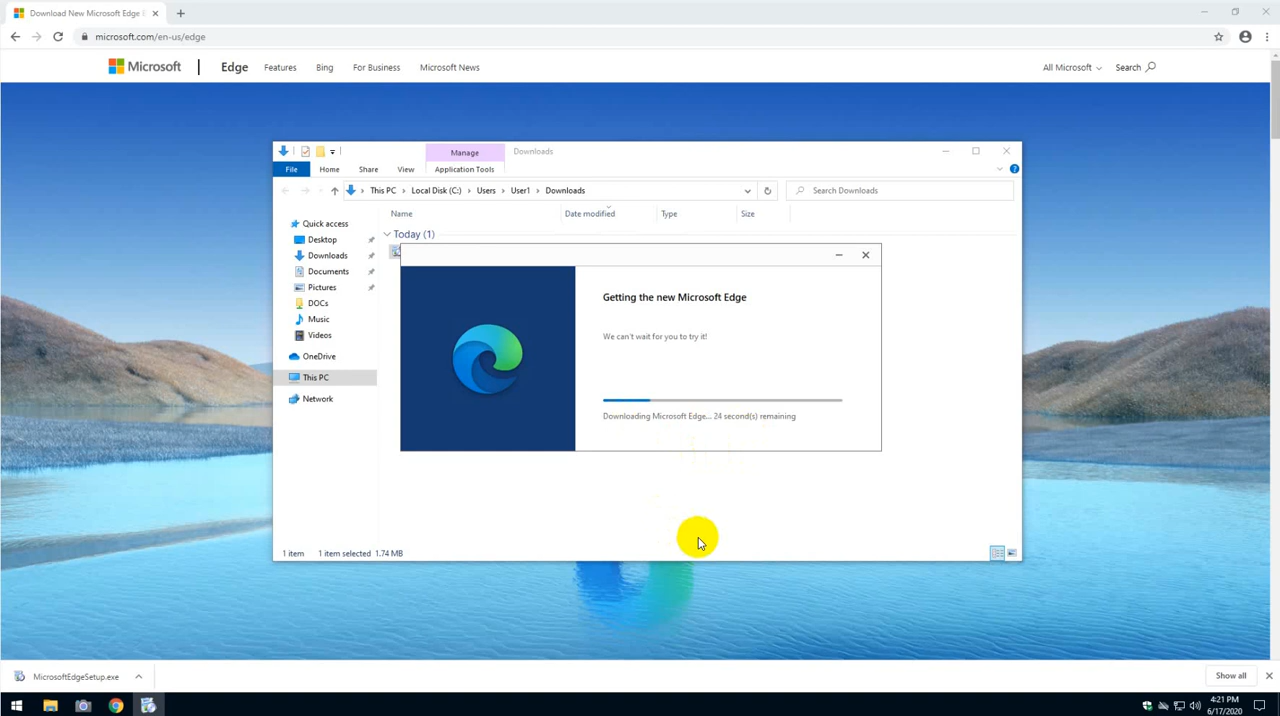 Download New Microsoft Edge
microsoft.com/en-us/edge
Microsoft
Edge
Features
Bing
For Business
Microsoft News
All Microsoft
Search
Manage
Downloads
File
Home
Share
View
Application Tools
This PC
Local Disk (C:)
Users
User1
Downloads
Search Downloads
Name
Date modified
Type
Size
Quick access
Desktop
Downloads
Documents
Pictures
DOCs
Music
Videos
OneDrive
This PC
Network
Today (1)
Getting the new Microsoft Edge
We can't wait for you to try it!
Downloading Microsoft Edge... 24 second(s) remaining
1 item
1 item selected 1.74 MB
MicrosoftEdgeSetup.exe
Show all
4:21 PM
6/17/2020